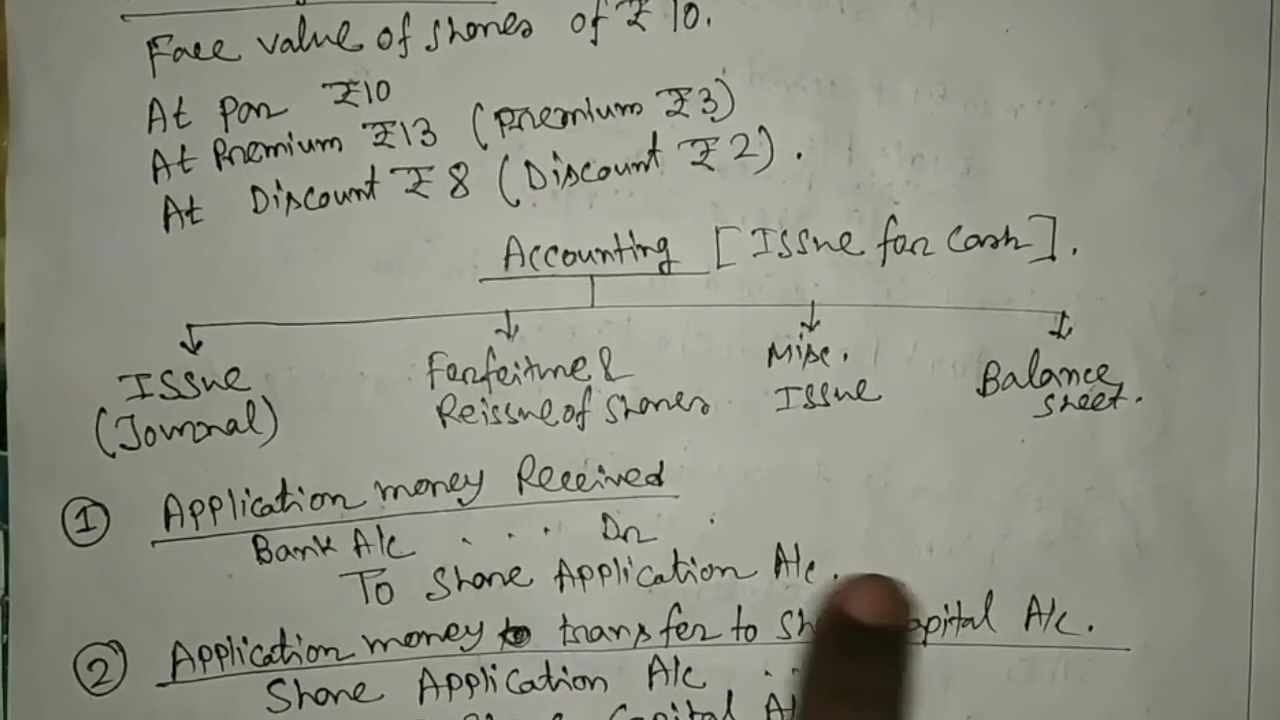 Face value of shares of ₹ 10.
At par ₹10
At Premium ₹13 (Premium ₹3)
At Discount ₹ 8 (Discount ₹2).
Accounting [Issue for Cash].
Issue
(Journal)
Forfeiture &
Reissue of Shares
Misc.
Issue
Balance
sheet.
① Application money Received
Bank A/c . . . Dr
To Share Application A/c.
② Application money to transfer to Sh apital A/c.
Share Application A/c . .
Capital A/